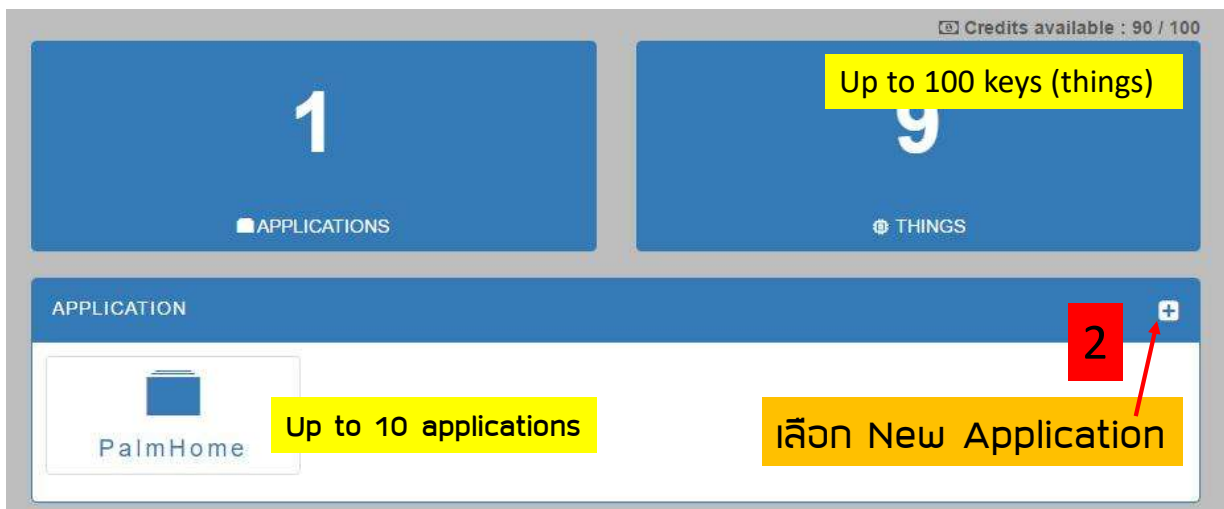 Credits available : 90 / 100
Up to 100 keys (things)
1
9
APPLICATIONS
THINGS
APPLICATION
2
PalmHome
Up to 10 applications
เลือก New Application